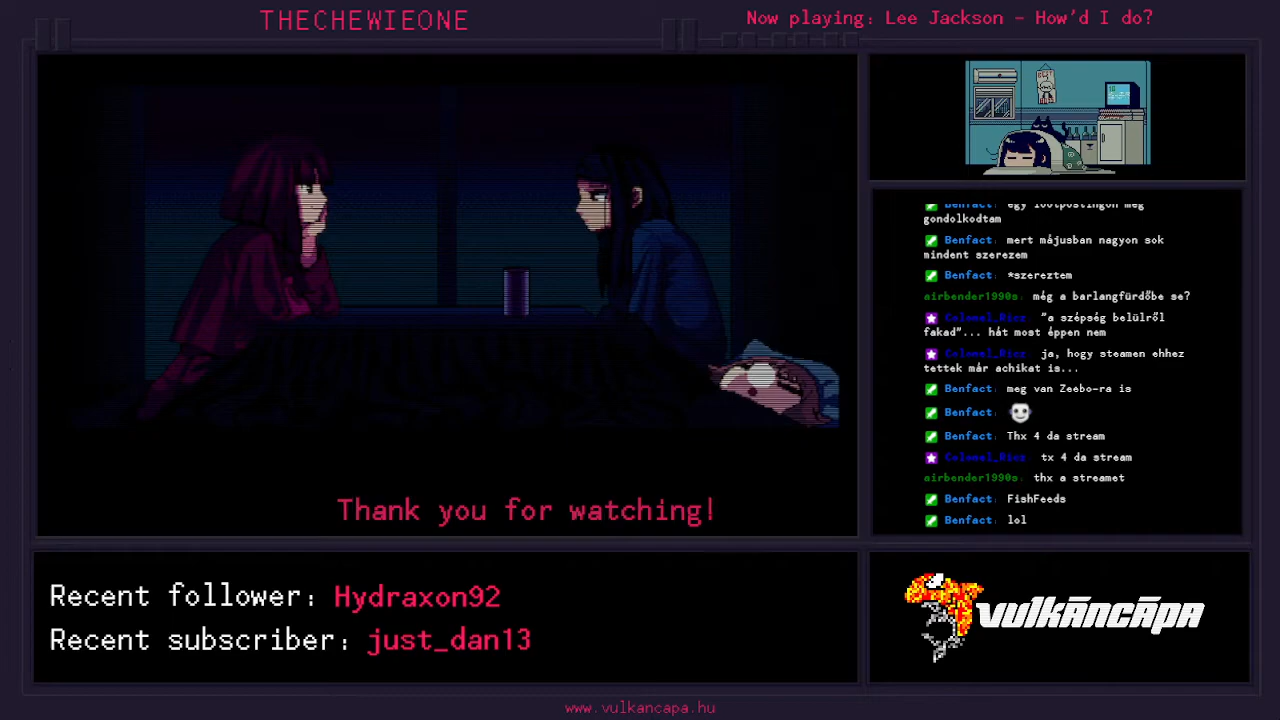 THECHEWIEONE
Now playing: Lee Jackson - How'd I do?
gondolkodtam
Benfact: mert májusban nagyon sok
mindent szerezem
Benfact: *szereztem
airbender1990s: még a barlangfürdőbe se?
"a szépség belülről
fakad"... hát most éppen nem
ja, hogy steamen ehhez
tettek már achikat is...
Benfact: meg van Zeebo-ra is
Benfact:
Benfact: Thx 4 da stream
tx 4 da stream
airbender1990s: thx a streamet
Benfact: FishFeeds
Benfact: lol
Thank you for watching!
Recent follower: Hydraxon92
Recent subscriber: just_dan13
vulkáncápa
www.vulkancapa.hu